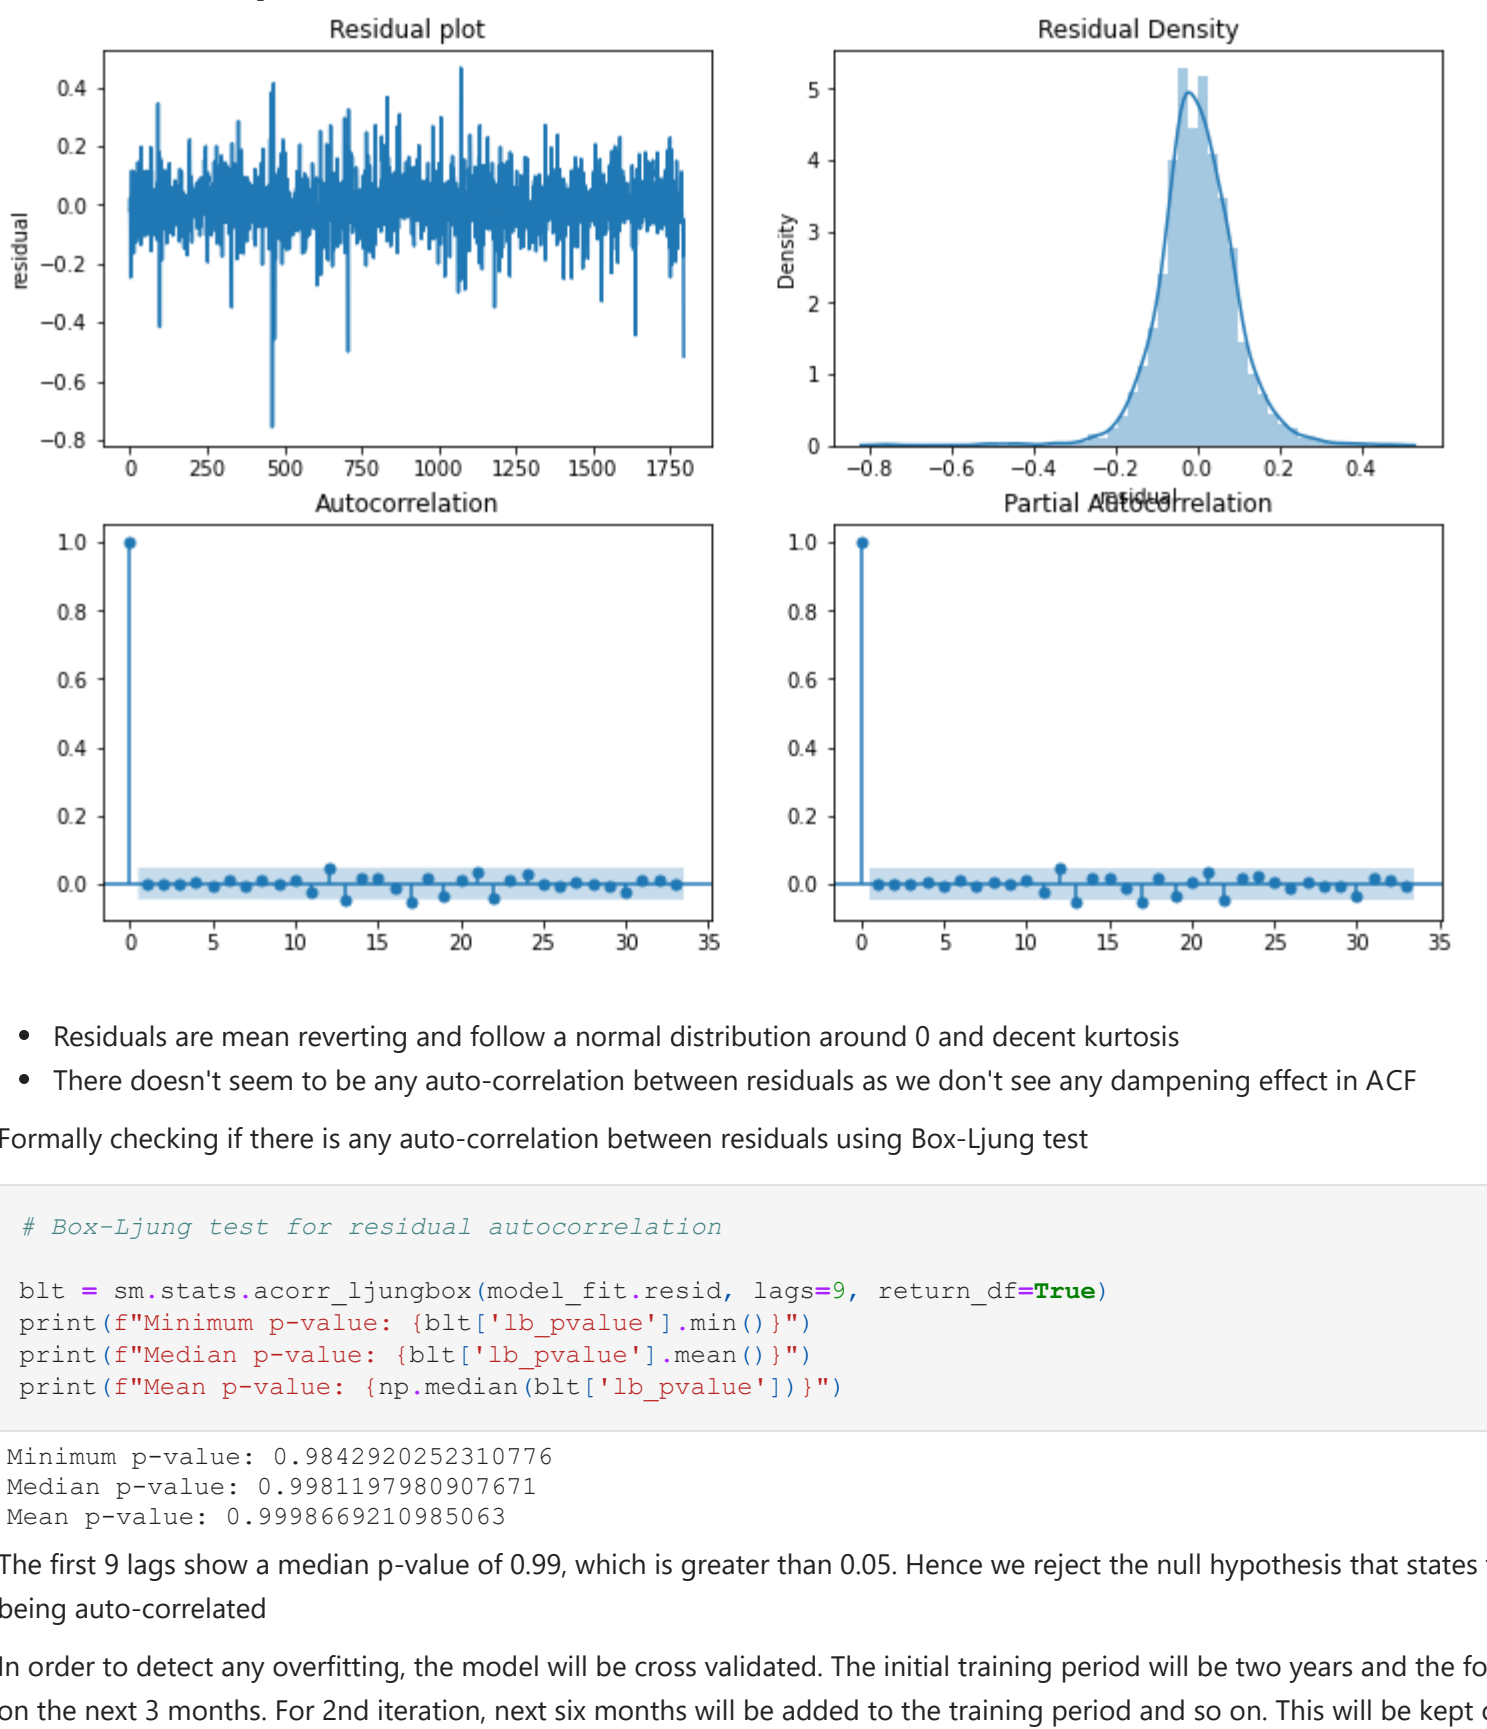 Residual plot
Residual Density
0.4
0.2
0.0
−0.2
−0.4
−0.6
−0.8
residual
0 250 500 750 1000 1250 1500 1750
5
4
3
2
1
0
Density
−0.8 −0.6 −0.4 −0.2 0.0 0.2 0.4
residual
Autocorrelation
Partial Autocorrelation
1.0
0.8
0.6
0.4
0.2
0.0
0 5 10 15 20 25 30 35
1.0
0.8
0.6
0.4
0.2
0.0
0 5 10 15 20 25 30 35
• Residuals are mean reverting and follow a normal distribution around 0 and decent kurtosis
• There doesn't seem to be any auto-correlation between residuals as we don't see any dampening effect in ACF
Formally checking if there is any auto-correlation between residuals using Box-Ljung test
# Box-Ljung test for residual autocorrelation
blt = sm.stats.acorr_ljungbox(model_fit.resid, lags=9, return_df=True)
print(f"Minimum p-value: {blt['lb_pvalue'].min()}")
print(f"Median p-value: {blt['lb_pvalue'].mean()}")
print(f"Mean p-value: {np.median(blt['lb_pvalue'])}")
Minimum p-value: 0.9842920252310776
Median p-value: 0.9981197980907671
Mean p-value: 0.9998669210985063
The first 9 lags show a median p-value of 0.99, which is greater than 0.05. Hence we reject the null hypothesis that states
being auto-correlated
In order to detect any overfitting, the model will be cross validated. The initial training period will be two years and the fo
on the next 3 months. For 2nd iteration, next six months will be added to the training period and so on. This will be kept